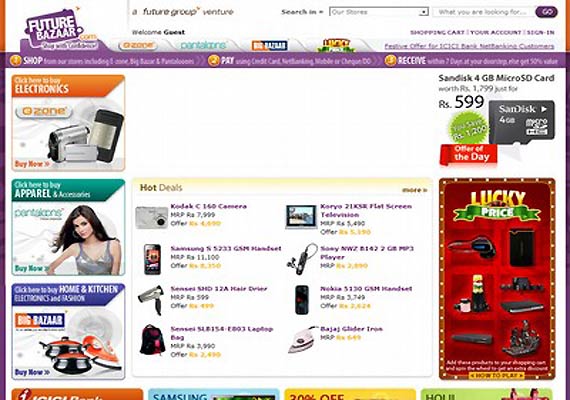 FUTURE
BAZAAR
.com
Shop with Confidence!
a future group venture
Search in »
Our Stores
What you are looking for...
GO
Welcome Guest
SHOPPING CART | YOUR ACCOUNT | SIGN-IN
e zone
pantaloons
BIG BAZAAR
LUCKY
Festive Offer for ICICI Bank NetBanking Customers
1 SHOP from our stores including E zone, Big Bazar & Pantalooons
2 PAY using Credit Card, NetBanking, Mobile or Cheque/DD
3 RECEIVE within 7 Days at your doorstep, else get 50% value
Click here to buy
ELECTRONICS
e zone
Buy Now »
Sandisk 4 GB MicroSD Card
worth Rs. 1,799 just for
Rs. 599
You Save
Rs. 1,200
Offer of
the Day
SanDisk
4GB
micro
SD
HC
Click here to buy
APPAREL & Accessories
pantaloons
Buy Now »
Hot Deals
more »
Kodak C 160 Camera
MRP Rs 7,999
Offer Rs 4,690
Koryo 21KSR Flat Screen
Television
MRP Rs 5,490
Offer Rs 5,190
Samsung S 5233 GSM Handset
MRP Rs 11,100
Offer Rs 8,350
Sony NWZ B142 2 GB MP3
Player
MRP Rs 2,890
Sensei SHD 12A Hair Drier
MRP Rs 599
Offer Rs 499
Nokia 5130 GSM Handset
MRP Rs 3,749
Offer Rs 2,624
Sensei SLB154-E803 Laptop
Bag
MRP Rs 3,990
Offer Rs 2,490
Bajaj Glider Iron
MRP Rs 649
LUCKY
PRICE
Add these products to your shopping cart
and spin the wheel to get an extra discount
« HOW TO PLAY »
Click here to buy HOME & KITCHEN
ELECTRONICS and FASHION
BIG BAZAAR
Buy Now »
ICICI Bank
SAMSUNG
30% OFF
HOLI